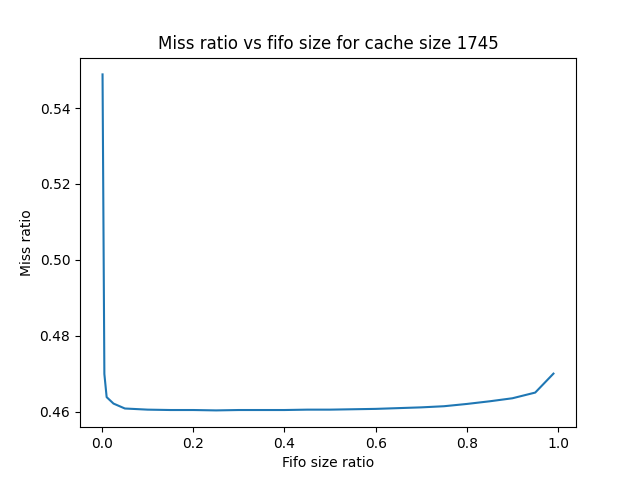 Miss ratio vs fifo size for cache size 1745
0.54
0.52
0.50
0.48
0.46
Miss ratio
0.0 0.2 0.4 0.6 0.8 1.0
Fifo size ratio